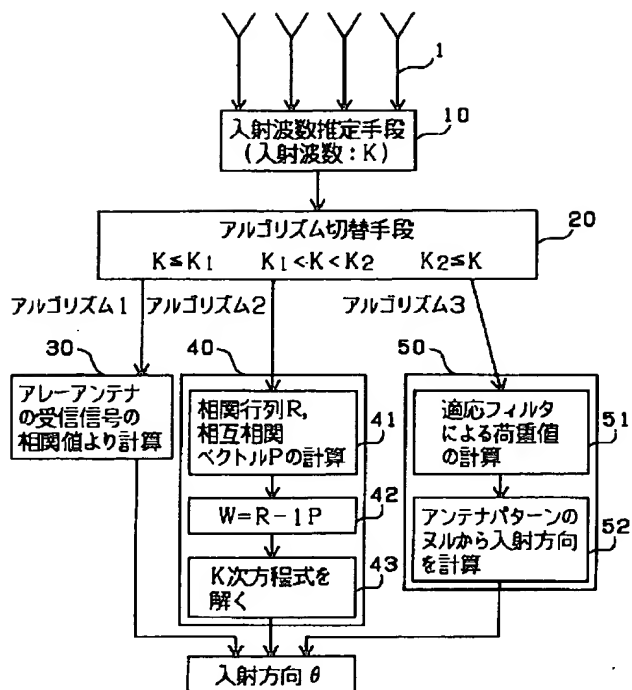 1
入射波数推定手段
(入射波数：K)
10
アルゴリズム切替手段
K≦K1 K1<K<K2 K2≦K
20
アルゴリズム1 アルゴリズム2 アルゴリズム3
30
アレーアンテナ
の受信信号の
相関値より計算
40
相関行列R,
相互相関
ベクトルPの計算
41
W=R-1P
42
K次方程式を
解く
43
50
適応フィルタ
による荷重値
の計算
51
アンテナパターンの
ヌルから入射方向
を計算
52
入射方向θ